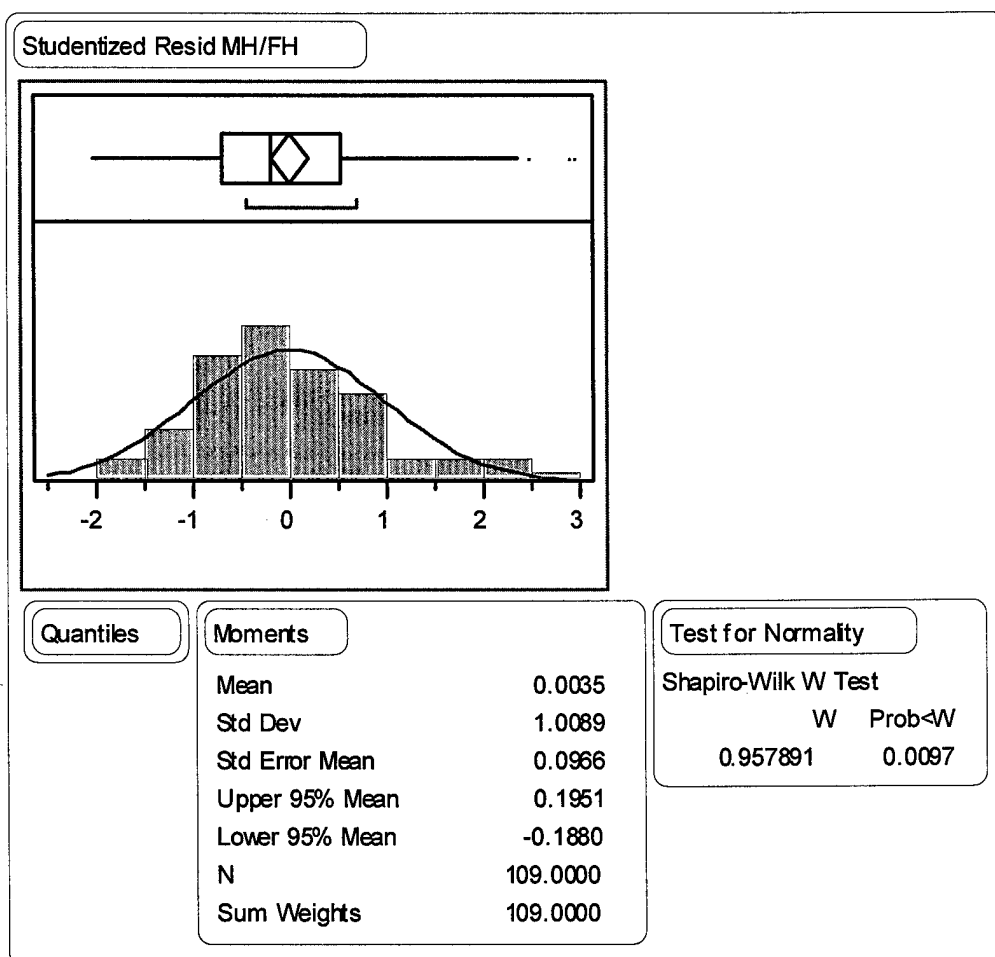 Studentized Resid MH/FH
-2 -1 0 1 2 3
Quantiles
Moments
Mean 0.0035
Std Dev 1.0089
Std Error Mean 0.0966
Upper 95% Mean 0.1951
Lower 95% Mean -0.1880
N 109.0000
Sum Weights 109.0000
Test for Normality
Shapiro-Wilk W Test
W Prob<W
0.957891 0.0097